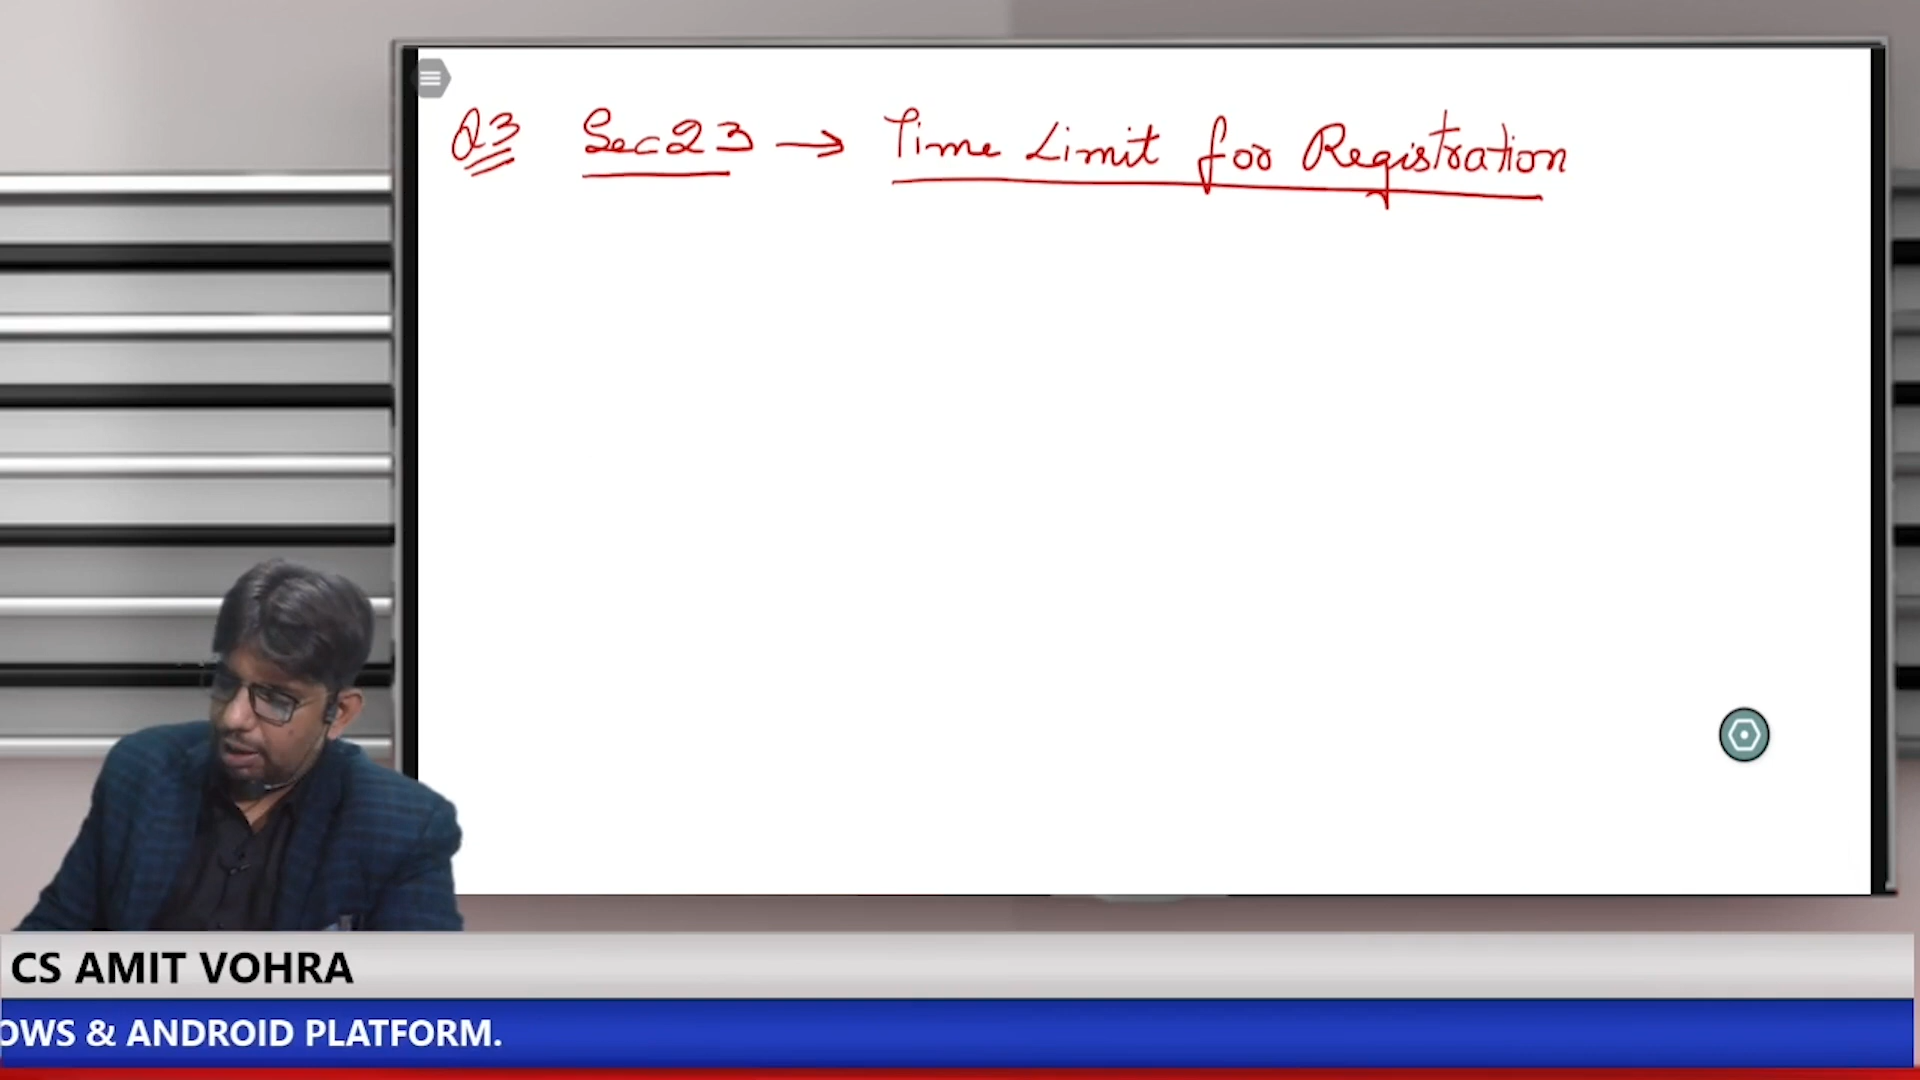 Q3 Sec 23 → Time Limit for Registration
CS AMIT VOHRA
OWS & ANDROID PLATFORM.